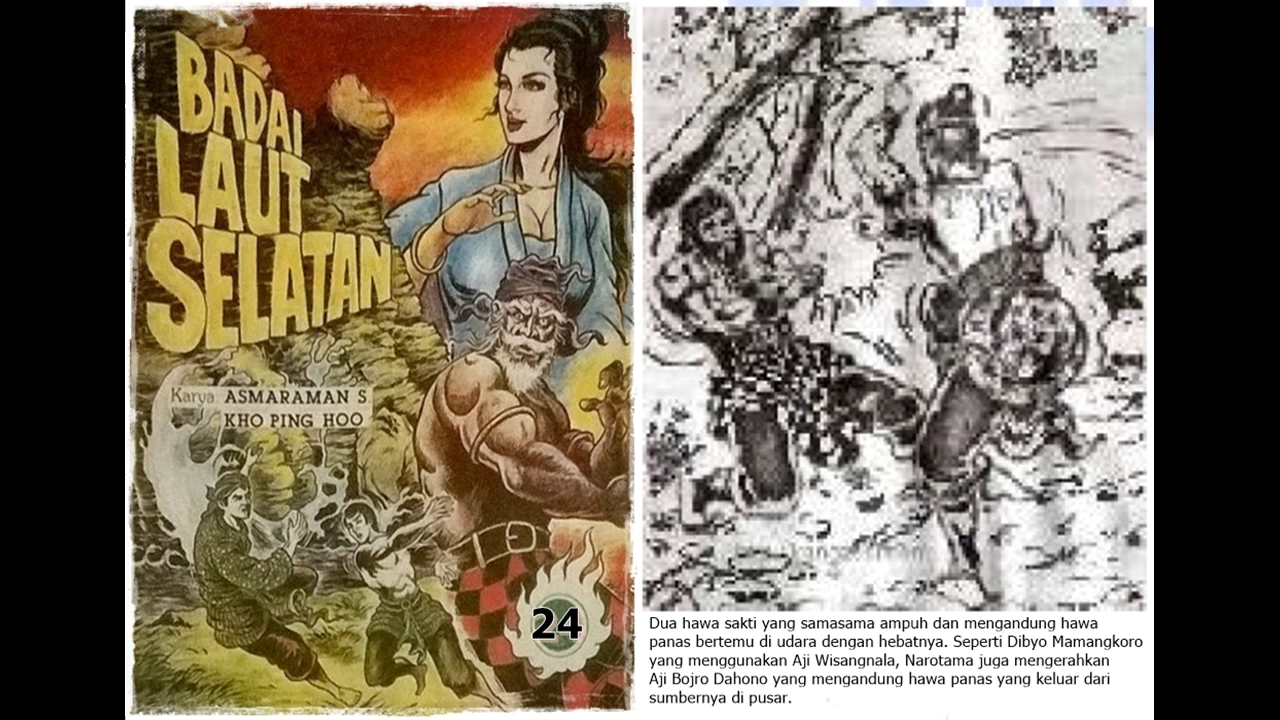 BADAI
LAUT
SELATAN
Karya: ASMARAMAN S
KHO PING HOO
24
Dua hawa sakti yang samasama ampuh dan mengandung hawa
panas bertemu di udara dengan hebatnya. Seperti Dibyo Mamangkoro
yang menggunakan Aji Wisangnala, Narotama juga mengerahkan
Aji Bojro Dahono yang mengandung hawa panas yang keluar dari
sumbernya di pusar.